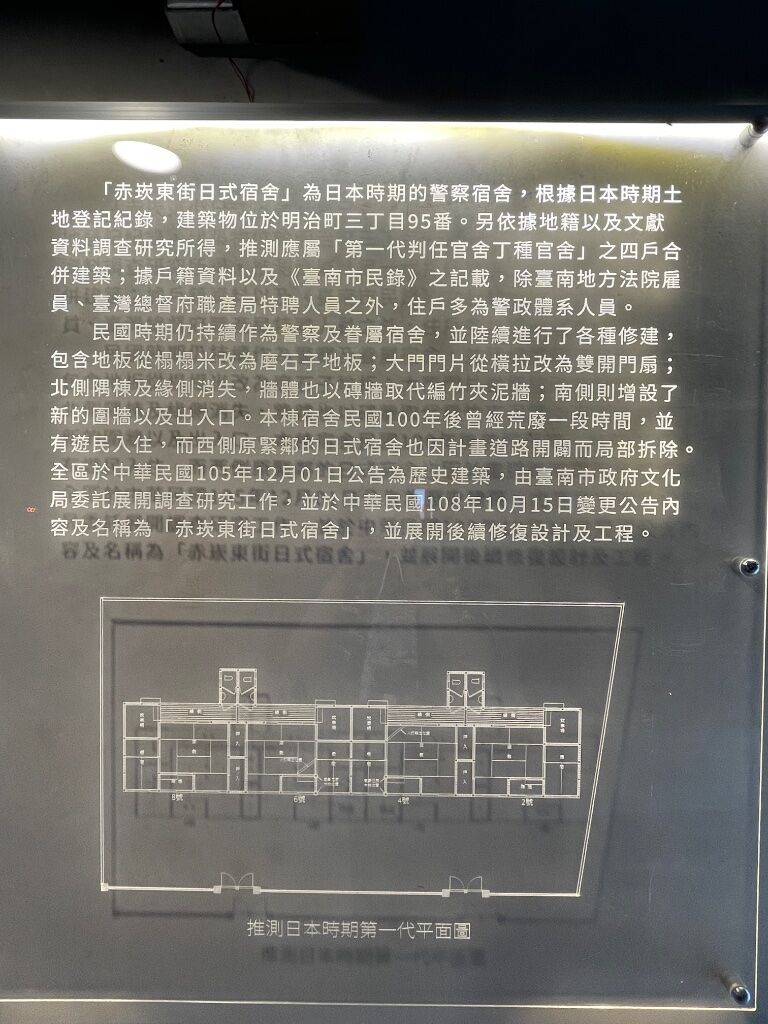 「赤崁東街日式宿舍」為日本時期的警察宿舍，根據日本時期土
地登記紀錄，建築物位於明治町三丁目95番。另依據地籍以及文獻
資料調查研究所得，推測應屬「第一代判任官舍丁種官舍」之四戶合
併建築；據戶籍資料以及《臺南市民錄》之記載，除臺南地方法院雇
員、臺灣總督府職產局特聘人員之外，住戶多為警政體系人員。
民國時期仍持續作為警察及眷屬宿舍，並陸續進行了各種修建，
包含地板從榻榻米改為磨石子地板；大門門片從橫拉改為雙開門扇；
北側隅棟及緣側消失，牆體也以磚牆取代編竹夾泥牆；南側則增設了
新的圍牆以及出入口。本棟宿舍民國100年後曾經荒廢一段時間，並
有遊民入住，而西側原緊鄰的日式宿舍也因計畫道路開闢而局部拆除。
全區於中華民國105年12月01日公告為歷史建築，由臺南市政府文化
局委託展開調查研究工作，並於中華民國108年10月15日變更公告內
容及名稱為「赤崁東街日式宿舍」，並展開後續修復設計及工程。
8號
6號
4號
2號
推測日本時期第一代平面圖